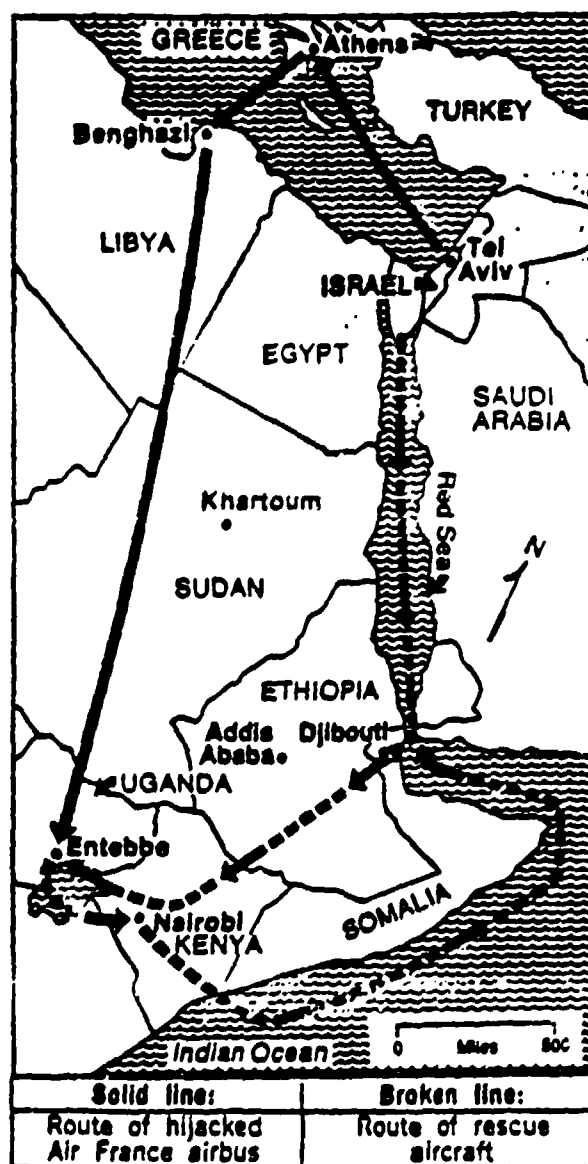 GREECE
Athens
TURKEY
Benghazi
LIBYA
Tel
Aviv
ISRAEL
EGYPT
SAUDI
ARABIA
Red Sea
Khartoum
N
SUDAN
ETHIOPIA
Addis
Ababa
Djibouti
UGANDA
Entebbe
Nairobi
KENYA
SOMALIA
Indian Ocean
0 Miles 500
Solid line:
Route of hijacked
Air France airbus
Broken line:
Route of rescue
aircraft